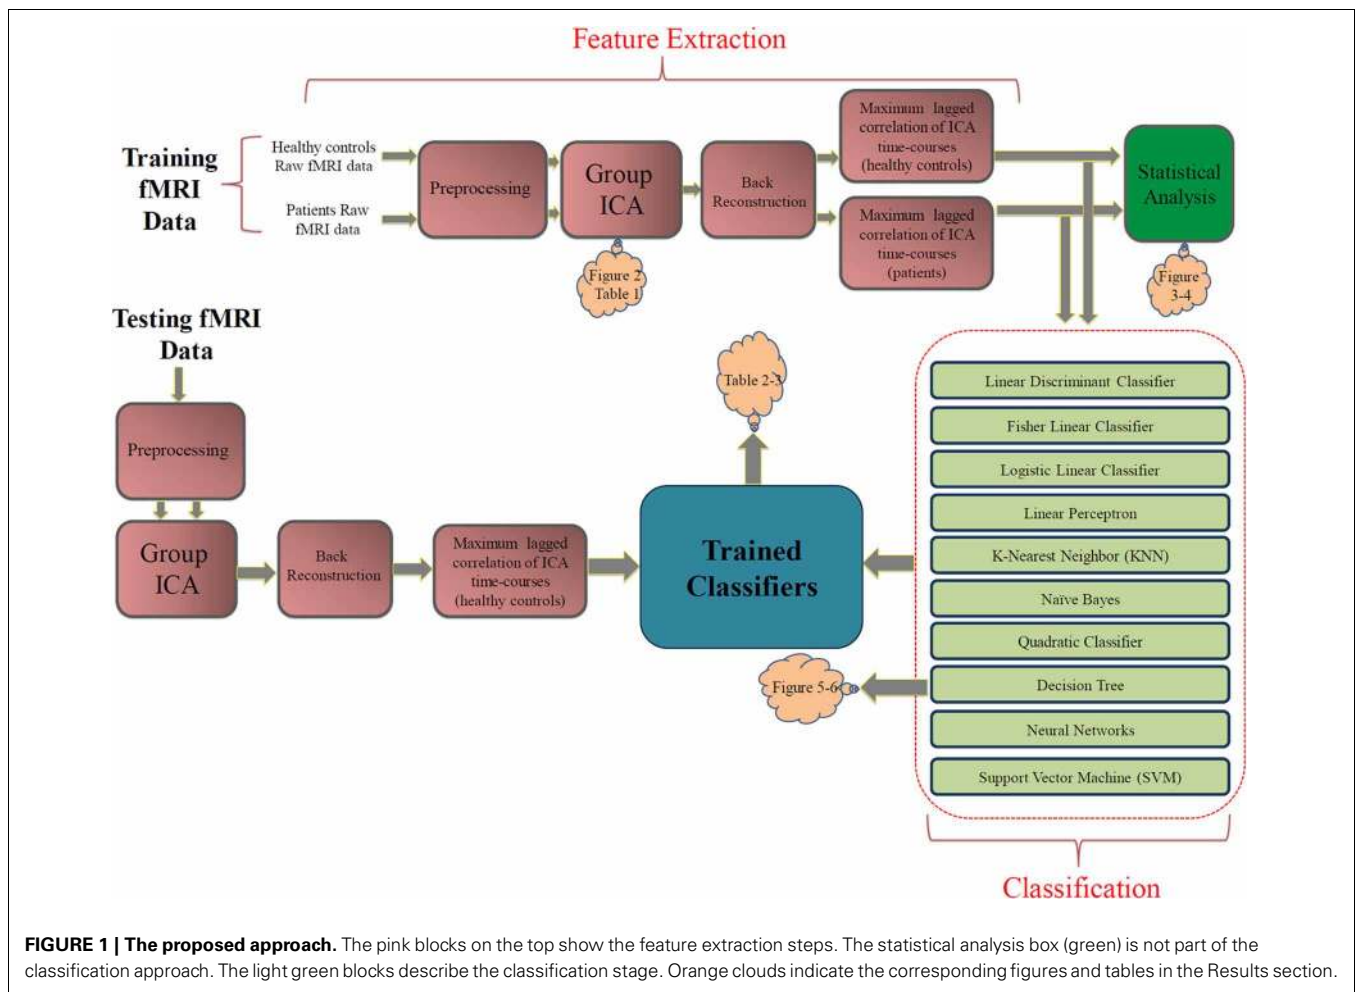 Feature Extraction
Training
fMRI
Data
Healthy controls
Raw fMRI data
Patients Raw
fMRI data
Preprocessing
Group
ICA
Back
Reconstruction
Maximum lagged
correlation of ICA
time-courses
(healthy controls)
Maximum lagged
correlation of ICA
time-courses
(patients)
Statistical
Analysis
Figure 2
Table 1
Figure
3-4
Testing fMRI
Data
Preprocessing
Group
ICA
Back
Reconstruction
Maximum lagged
correlation of ICA
time-courses
(healthy controls)
Table 2-3
Trained
Classifiers
Figure 5-6
Linear Discriminant Classifier
Fisher Linear Classifier
Logistic Linear Classifier
Linear Perceptron
K-Nearest Neighbor (KNN)
Naïve Bayes
Quadratic Classifier
Decision Tree
Neural Networks
Support Vector Machine (SVM)
Classification
FIGURE 1 | The proposed approach. The pink blocks on the top show the feature extraction steps. The statistical analysis box (green) is not part of the
classification approach. The light green blocks describe the classification stage. Orange clouds indicate the corresponding figures and tables in the Results section.